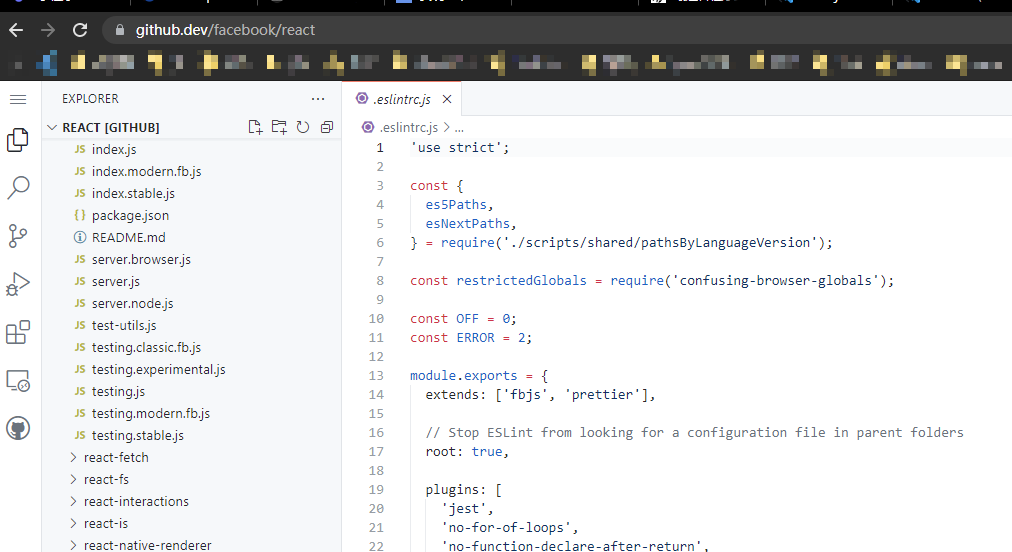 github.dev/facebook/react
EXPLORER
REACT [GITHUB]
JS index.js
JS index.modern.fb.js
JS index.stable.js
{} package.json
README.md
JS server.browser.js
JS server.js
JS server.node.js
JS test-utils.js
JS testing.classic.fb.js
JS testing.experimental.js
JS testing.js
JS testing.modern.fb.js
JS testing.stable.js
react-fetch
react-fs
react-interactions
react-is
react-native-renderer
.eslintrc.js
.eslintrc.js > ...
1 'use strict';
2
3 const {
4 es5Paths,
5 esNextPaths,
6 } = require('./scripts/shared/pathsByLanguageVersion');
7
8 const restrictedGlobals = require('confusing-browser-globals');
9
10 const OFF = 0;
11 const ERROR = 2;
12
13 module.exports = {
14 extends: ['fbjs', 'prettier'],
15
16 // Stop ESLint from looking for a configuration file in parent folders
17 root: true,
18
19 plugins: [
20 'jest',
21 'no-for-of-loops',
22 'no-function-declare-after-return',